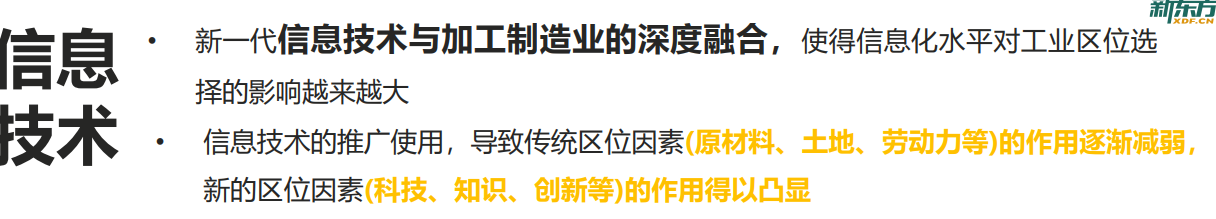 新东方
XDF.CN
信息
技术
• 新一代信息技术与加工制造业的深度融合，使得信息化水平对工业区位选
择的影响越来越大
• 信息技术的推广使用，导致传统区位因素(原材料、土地、劳动力等)的作用逐渐减弱，
新的区位因素(科技、知识、创新等)的作用得以凸显